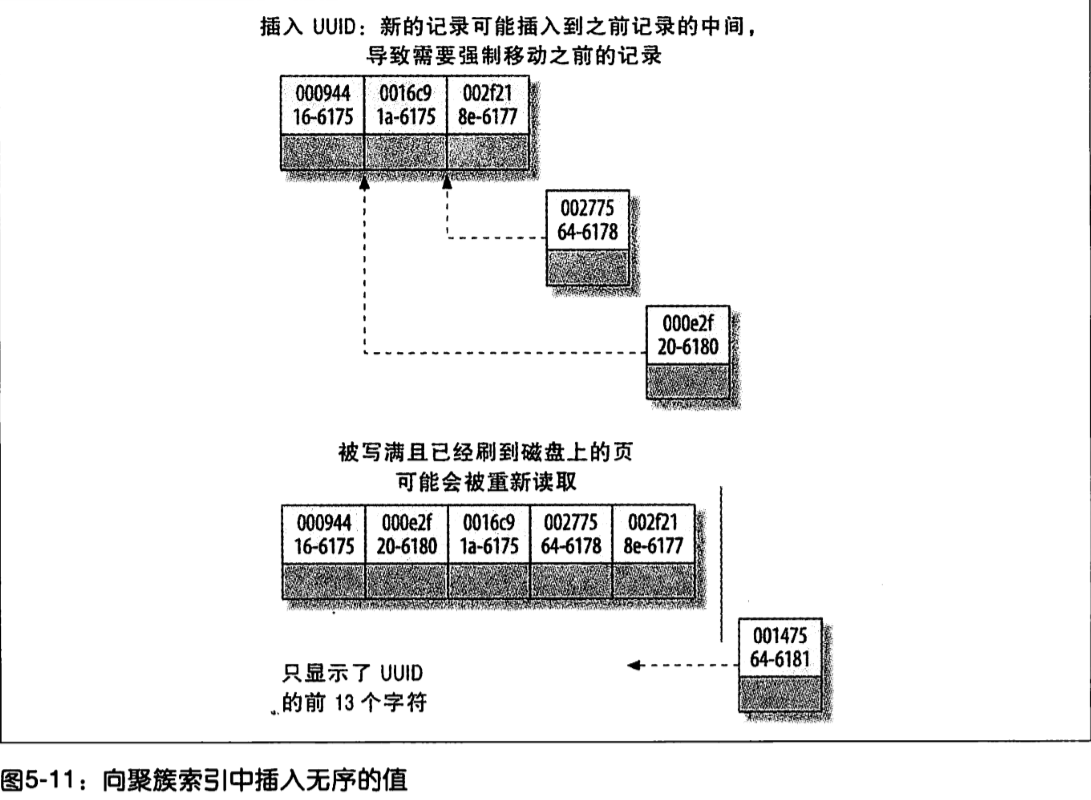 插入 UUID：新的记录可能插入到之前记录的中间，
导致需要强制移动之前的记录
000944 0016c9 002f21
16-6175 1a-6175 8e-6177
002775
64-6178
000e2f
20-6180
被写满且已经刷到磁盘上的页
可能会被重新读取
000944 000e2f 0016c9 002775 002f21
16-6175 20-6180 1a-6175 64-6178 8e-6177
001475
64-6181
只显示了 UUID
的前 13 个字符
图5-11：向聚簇索引中插入无序的值